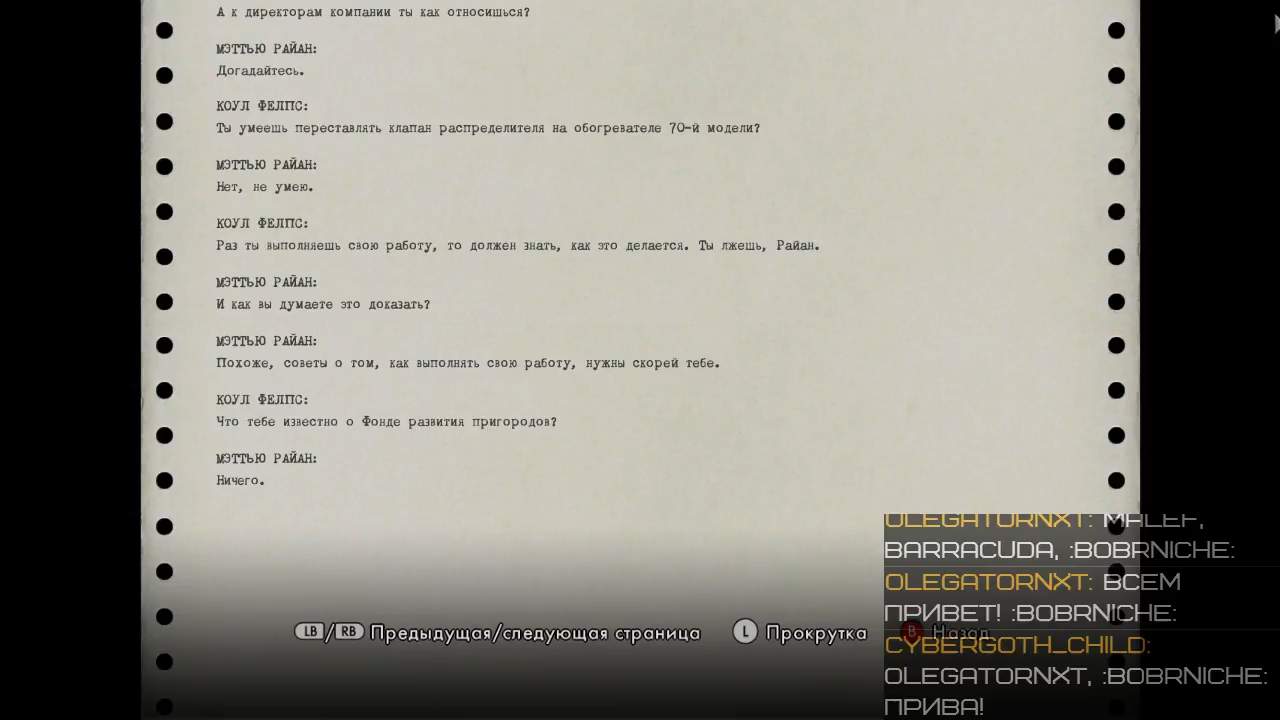 А к директорам компании ты как относишься?
МЭТТЬЮ РАЙАН:
Догадайтесь.
КОУЛ ФЕЛПС:
Ты умеешь переставлять клапан распределителя на обогревателе 70-й модели?
МЭТТЬЮ РАЙАН:
Нет, не умею.
КОУЛ ФЕЛПС:
Раз ты выполняешь свою работу, то должен знать, как это делается. Ты лжешь, Райан.
МЭТТЬЮ РАЙАН:
И как вы думаете это доказать?
МЭТТЬЮ РАЙАН:
Похоже, советы о том, как выполнять свою работу, нужны скорей тебе.
КОУЛ ФЕЛПС:
Что тебе известно о Фонде развития пригородов?
МЭТТЬЮ РАЙАН:
Ничего.
LB/RB Предыдущая/следующая страница L Прокрутка B Назад
OLEGATORNXT: MALEF,
BARRACUDA, :BOBRNICHE:
OLEGATORNXT: ВСЕМ
ПРИВЕТ! :BOBRNICHE:
CYBERGOTH_CHILD:
OLEGATORNXT, :BOBRNICHE:
ПРИВА!